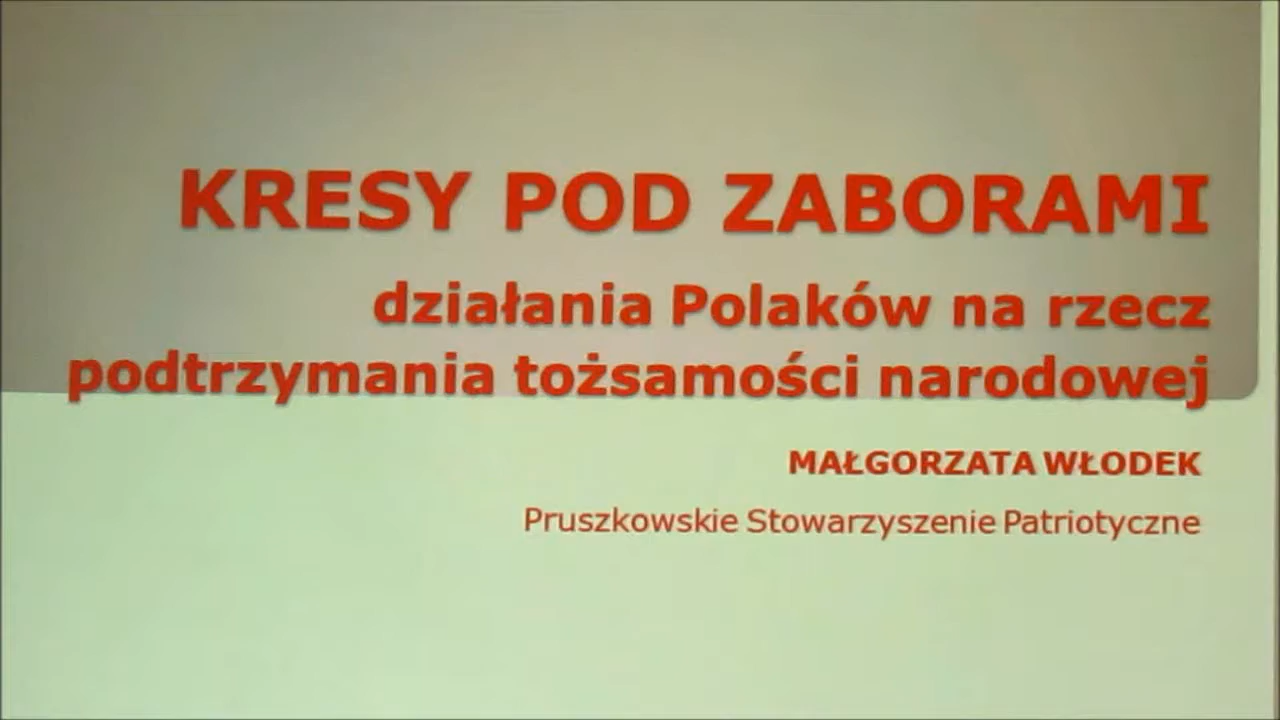 KRESY POD ZABORAMI
działania Polaków na rzecz
podtrzymania tożsamości narodowej
MAŁGORZATA WŁODEK
Pruszkowskie Stowarzyszenie Patriotyczne